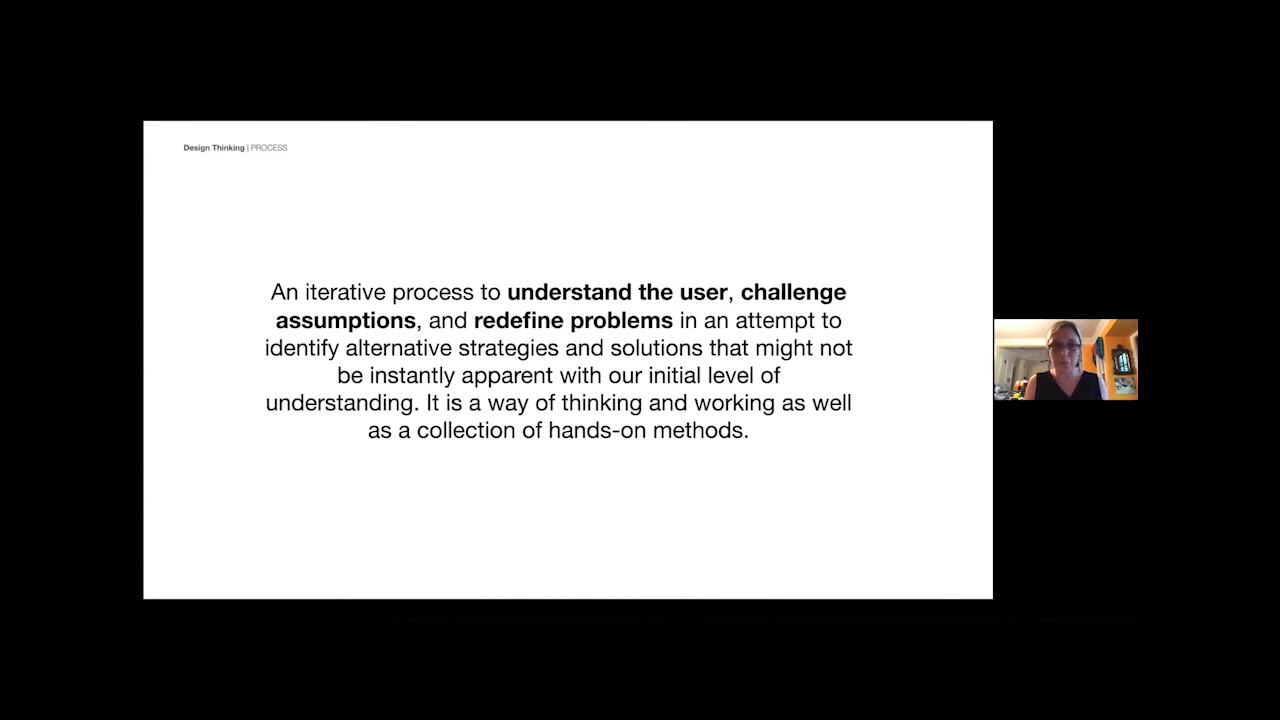 Design Thinking | PROCESS
An iterative process to understand the user, challenge
assumptions, and redefine problems in an attempt to
identify alternative strategies and solutions that might not
be instantly apparent with our initial level of
understanding. It is a way of thinking and working as well
as a collection of hands-on methods.